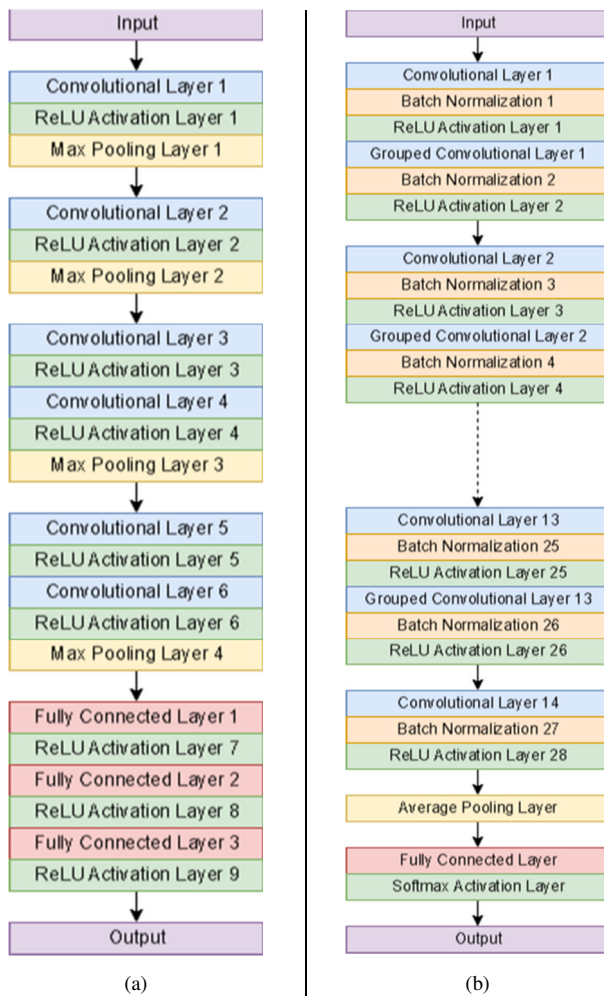 Input
Convolutional Layer 1
ReLU Activation Layer 1
Max Pooling Layer 1
Convolutional Layer 2
ReLU Activation Layer 2
Max Pooling Layer 2
Convolutional Layer 3
ReLU Activation Layer 3
Convolutional Layer 4
ReLU Activation Layer 4
Max Pooling Layer 3
Convolutional Layer 5
ReLU Activation Layer 5
Convolutional Layer 6
ReLU Activation Layer 6
Max Pooling Layer 4
Fully Connected Layer 1
ReLU Activation Layer 7
Fully Connected Layer 2
ReLU Activation Layer 8
Fully Connected Layer 3
ReLU Activation Layer 9
Output
(a)
Input
Convolutional Layer 1
Batch Normalization 1
ReLU Activation Layer 1
Grouped Convolutional Layer 1
Batch Normalization 2
ReLU Activation Layer 2
Convolutional Layer 2
Batch Normalization 3
ReLU Activation Layer 3
Grouped Convolutional Layer 2
Batch Normalization 4
ReLU Activation Layer 4
Convolutional Layer 13
Batch Normalization 25
ReLU Activation Layer 25
Grouped Convolutional Layer 13
Batch Normalization 26
ReLU Activation Layer 26
Convolutional Layer 14
Batch Normalization 27
ReLU Activation Layer 28
Average Pooling Layer
Fully Connected Layer
Softmax Activation Layer
Output
(b)